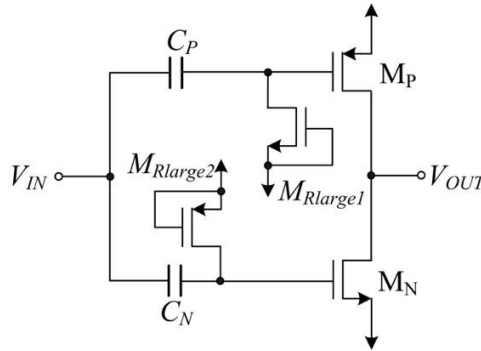 C_P
M_P
M_Rlarge2
M_Rlarge1
V_IN
V_OUT
C_N
M_N